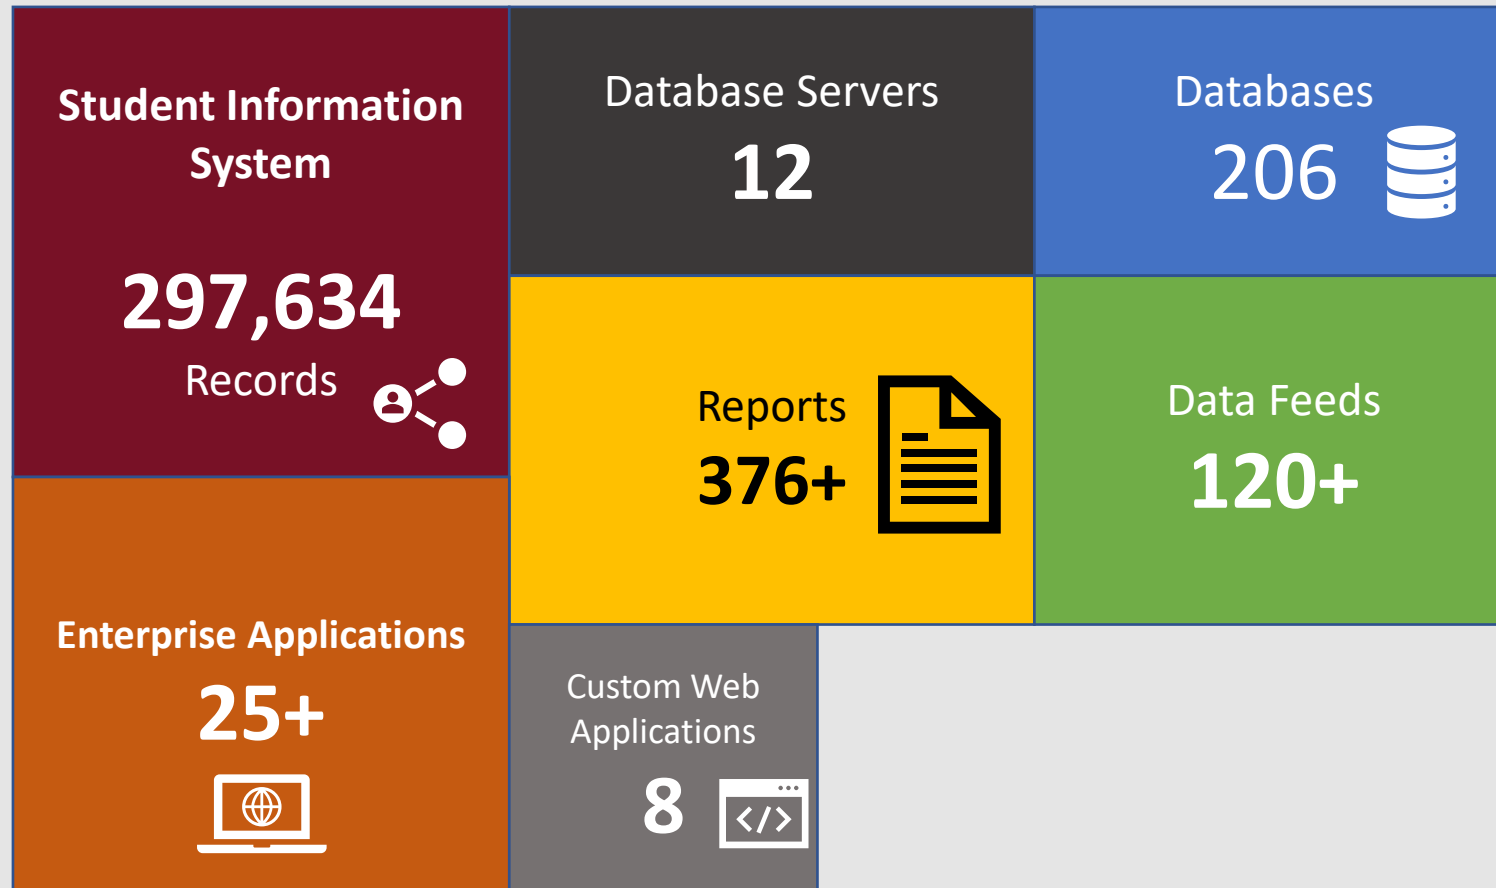 Student Information
System
297,634
Records
Database Servers
12
Databases
206
Reports
376+
Data Feeds
120+
Enterprise Applications
25+
Custom Web
Applications
8
</>